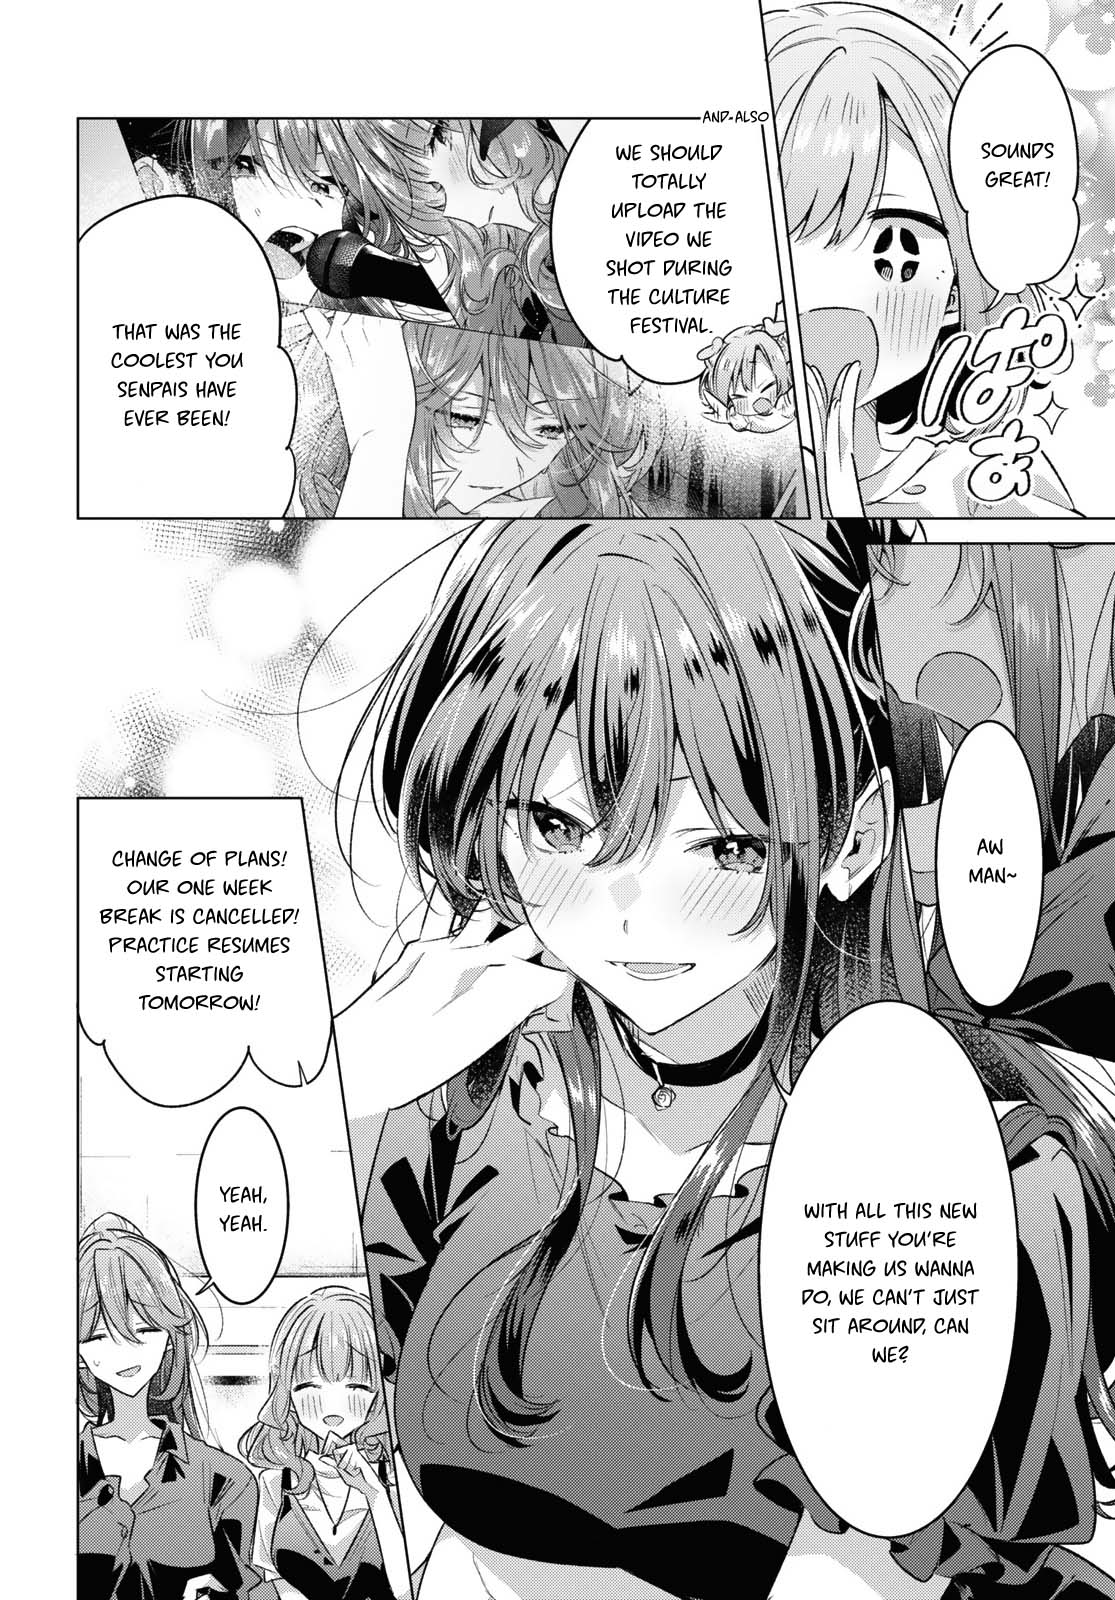 SOUNDS
GREAT!
ぱぁ
AND ALSO
WE SHOULD
TOTALLY
UPLOAD THE
VIDEO WE
SHOT DURING
THE CULTURE
FESTIVAL.
THAT WAS THE
COOLEST YOU
SENPAIS HAVE
EVER BEEN!
AW
MAN~
WITH ALL THIS NEW
STUFF YOU'RE
MAKING US WANNA
DO, WE CAN'T JUST
SIT AROUND, CAN
WE?
CHANGE OF PLANS!
OUR ONE WEEK
BREAK IS CANCELLED!
PRACTICE RESUMES
STARTING
TOMORROW!
YEAH,
YEAH.